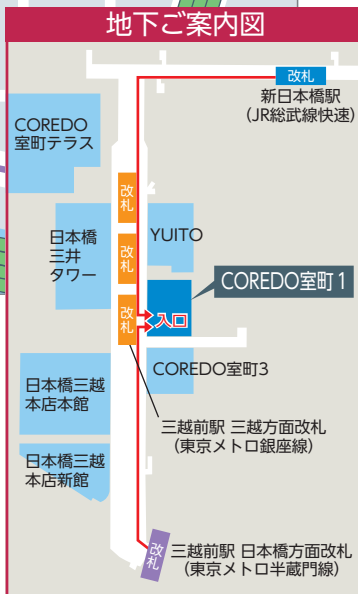 地下ご案内図
改札
新日本橋駅
（JR総武線快速）
COREDO
室町テラス
改札
日本橋
三井
タワー
改札
YUITO
COREDO室町1
改札
入口
COREDO室町3
日本橋三越
本店本館
三越前駅 三越方面改札
（東京メトロ銀座線）
日本橋三越
本店新館
改札
三越前駅 日本橋方面改札
（東京メトロ半蔵門線）